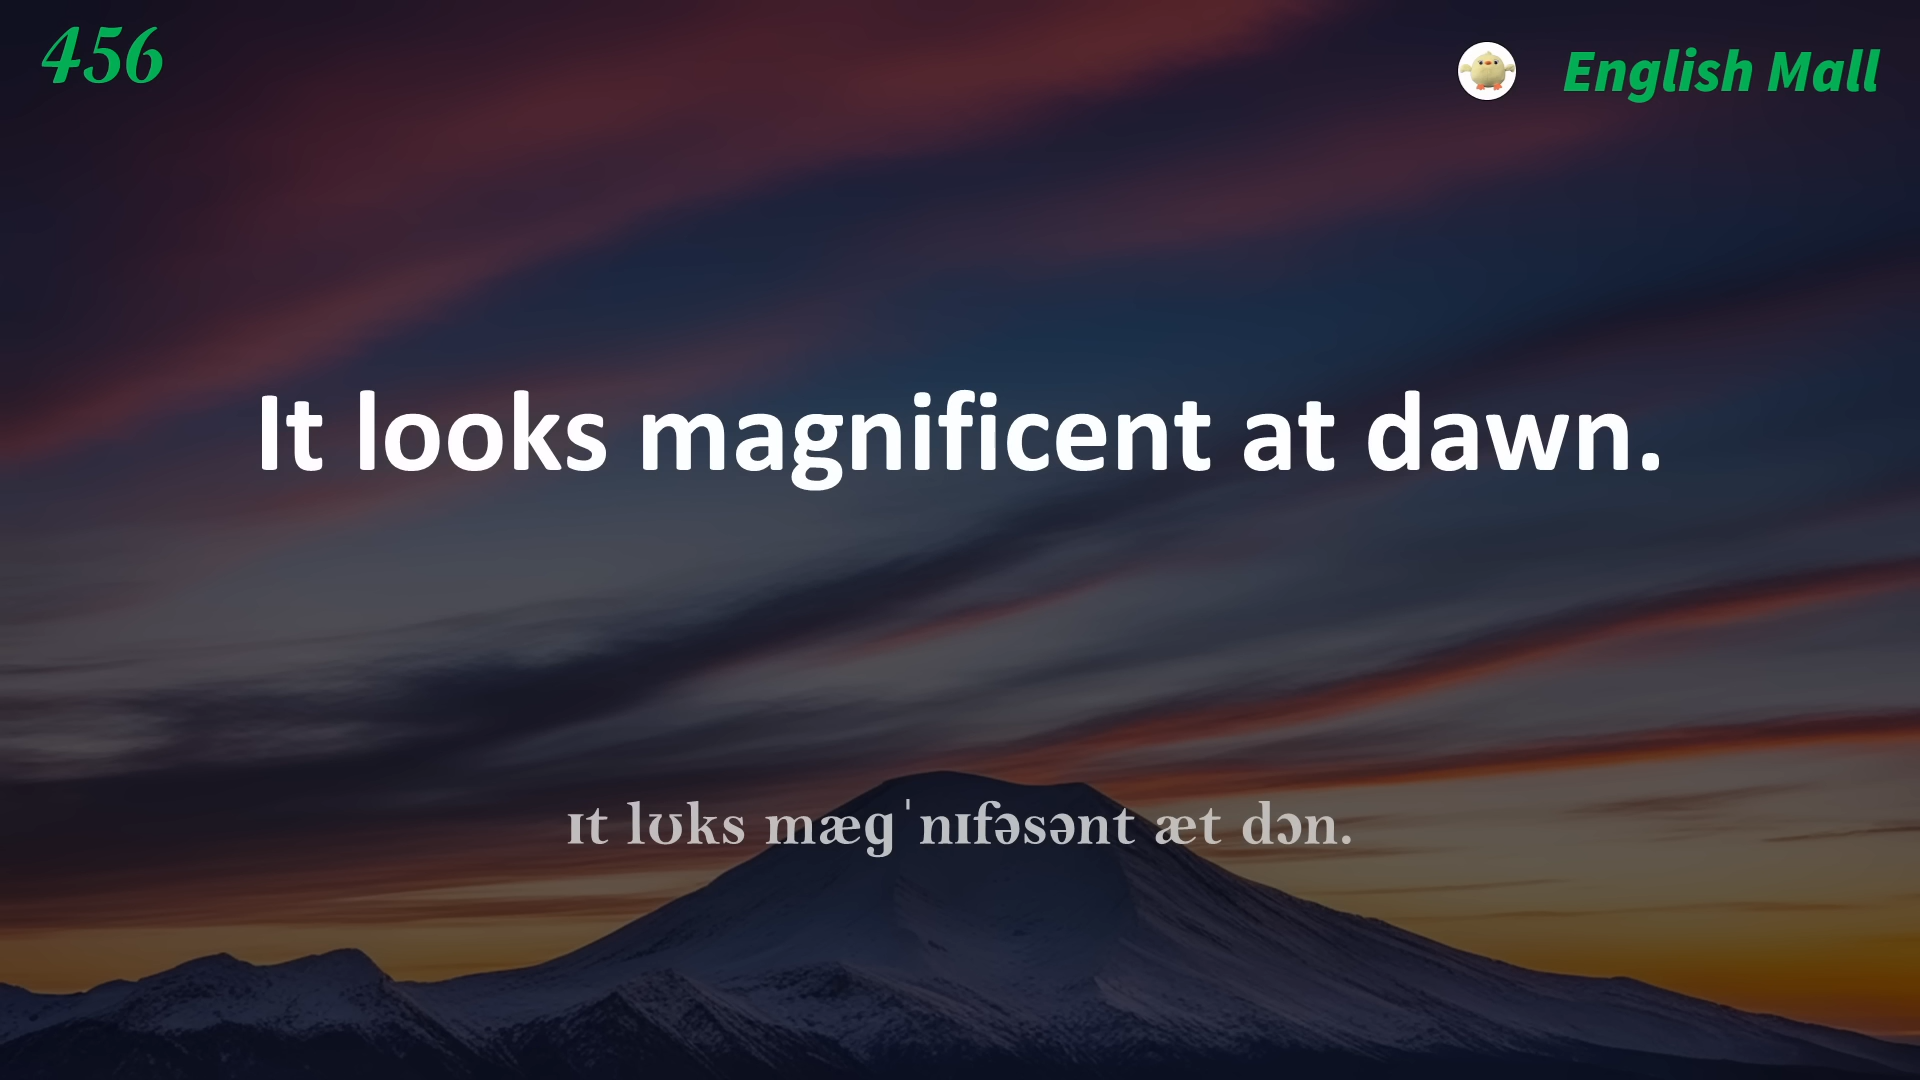 456
English Mall
It looks magnificent at dawn.
ɪt lʊks mæɡˈnɪfəsənt æt dɔn.